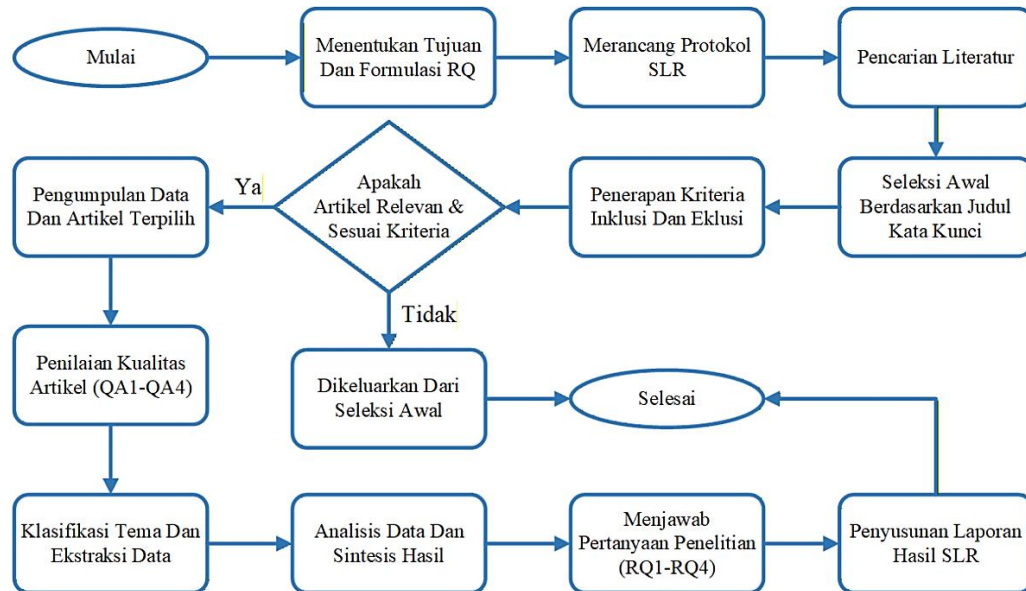 Mulai
Menentukan Tujuan
Dan Formulasi RQ
Merancang Protokol
SLR
Pencarian Literatur
Seleksi Awal
Berdasarkan Judul
Kata Kunci
Penerapan Kriteria
Inklusi Dan Eklusi
Apakah
Artikel Relevan &
Sesuai Kriteria
Ya
Pengumpulan Data
Dan Artikel Terpilih
Tidak
Penilaian Kualitas
Artikel (QA1-QA4)
Dikeluarkan Dari
Seleksi Awal
Selesai
Klasifikasi Tema Dan
Ekstraksi Data
Analisis Data Dan
Sintesis Hasil
Menjawab
Pertanyaan Penelitian
(RQ1-RQ4)
Penyusunan Laporan
Hasil SLR